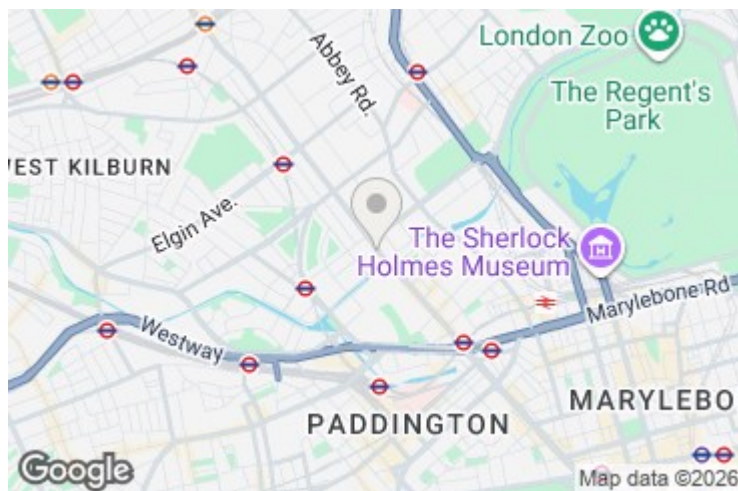 London Zoo
The Regent's
Park
Abbey Rd.
EST KILBURN
Elgin Ave.
The Sherlock
Holmes Museum
Marylebone Rd
Westway
MARYLEBO
PADDINGTON
Google
Map data ©2026